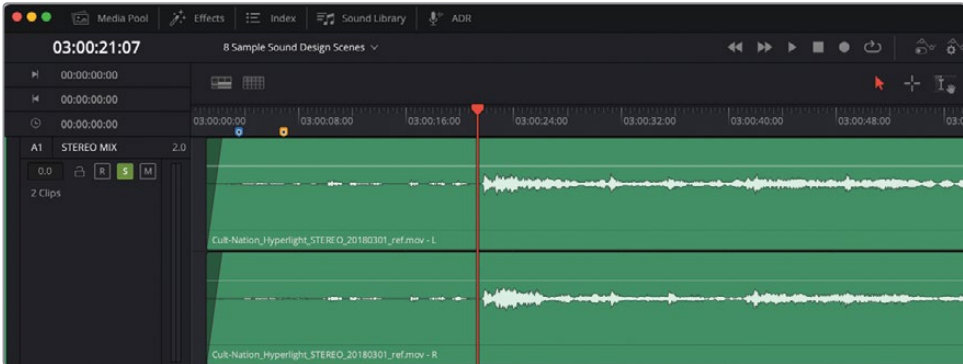 Media Pool Effects Index Sound Library ADR
03:00:21:07 8 Sample Sound Design Scenes
00:00:00:00
00:00:00:00
00:00:00:00
03:00:00:00 03:00:08:00 03:00:16:00 03:00:24:00 03:00:32:00 03:00:40:00 03:00:48:00
A1 STEREO MIX 2.0
0.0 R S M
2 Clips
Cult-Nation_Hyperlight_STEREO_20180301_ref.mov - L
Cult-Nation_Hyperlight_STEREO_20180301_ref.mov - R